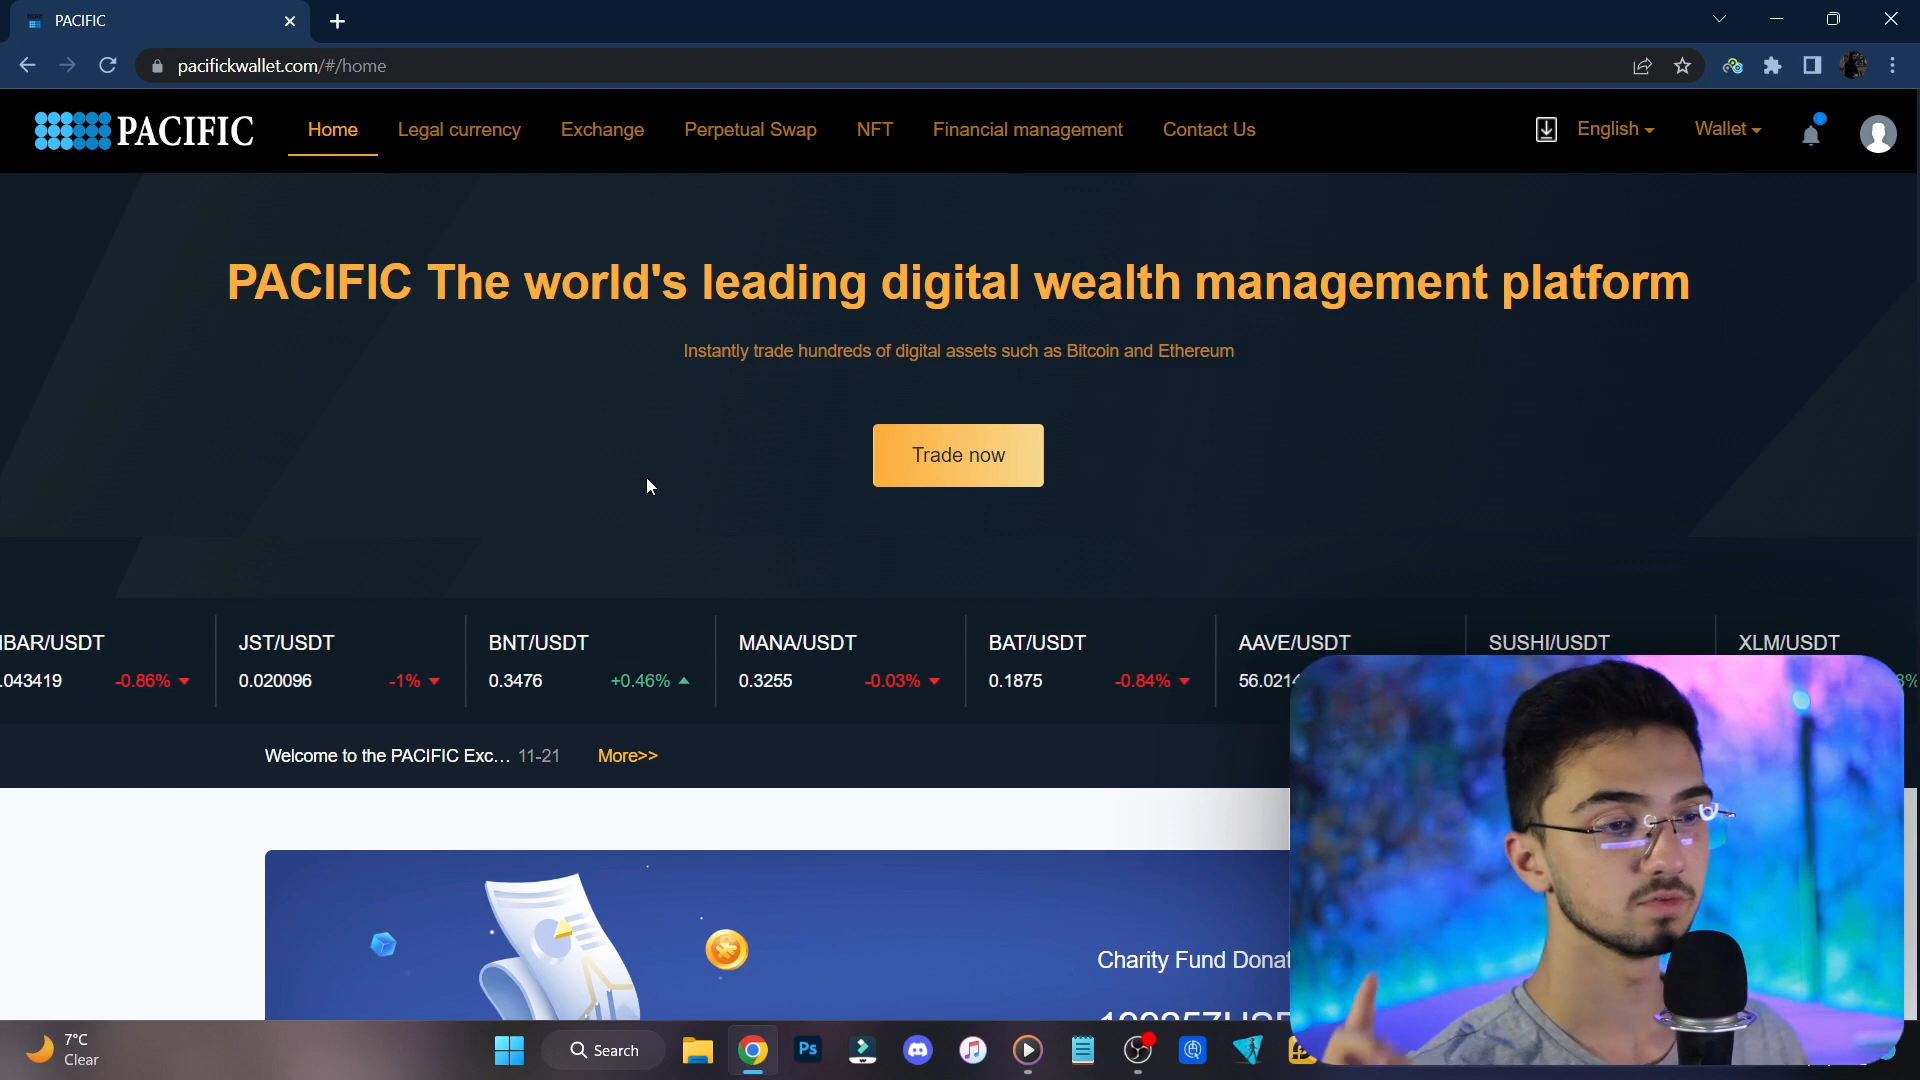 PACIFIC
pacifickwallet.com/#/home
PACIFIC
Home
Legal currency
Exchange
Perpetual Swap
NFT
Financial management
Contact Us
English
Wallet
PACIFIC The world's leading digital wealth management platform
Instantly trade hundreds of digital assets such as Bitcoin and Ethereum
Trade now
BAR/USDT
.043419 -0.86%
JST/USDT
0.020096 -1%
BNT/USDT
0.3476 +0.46%
MANA/USDT
0.3255 -0.03%
BAT/USDT
0.1875 -0.84%
AAVE/USDT
56.0214
SUSHI/USDT
XLM/USDT
Welcome to the PACIFIC Exc... 11-21 More>>
Charity Fund Donat
7°C
Clear
Search
Ps